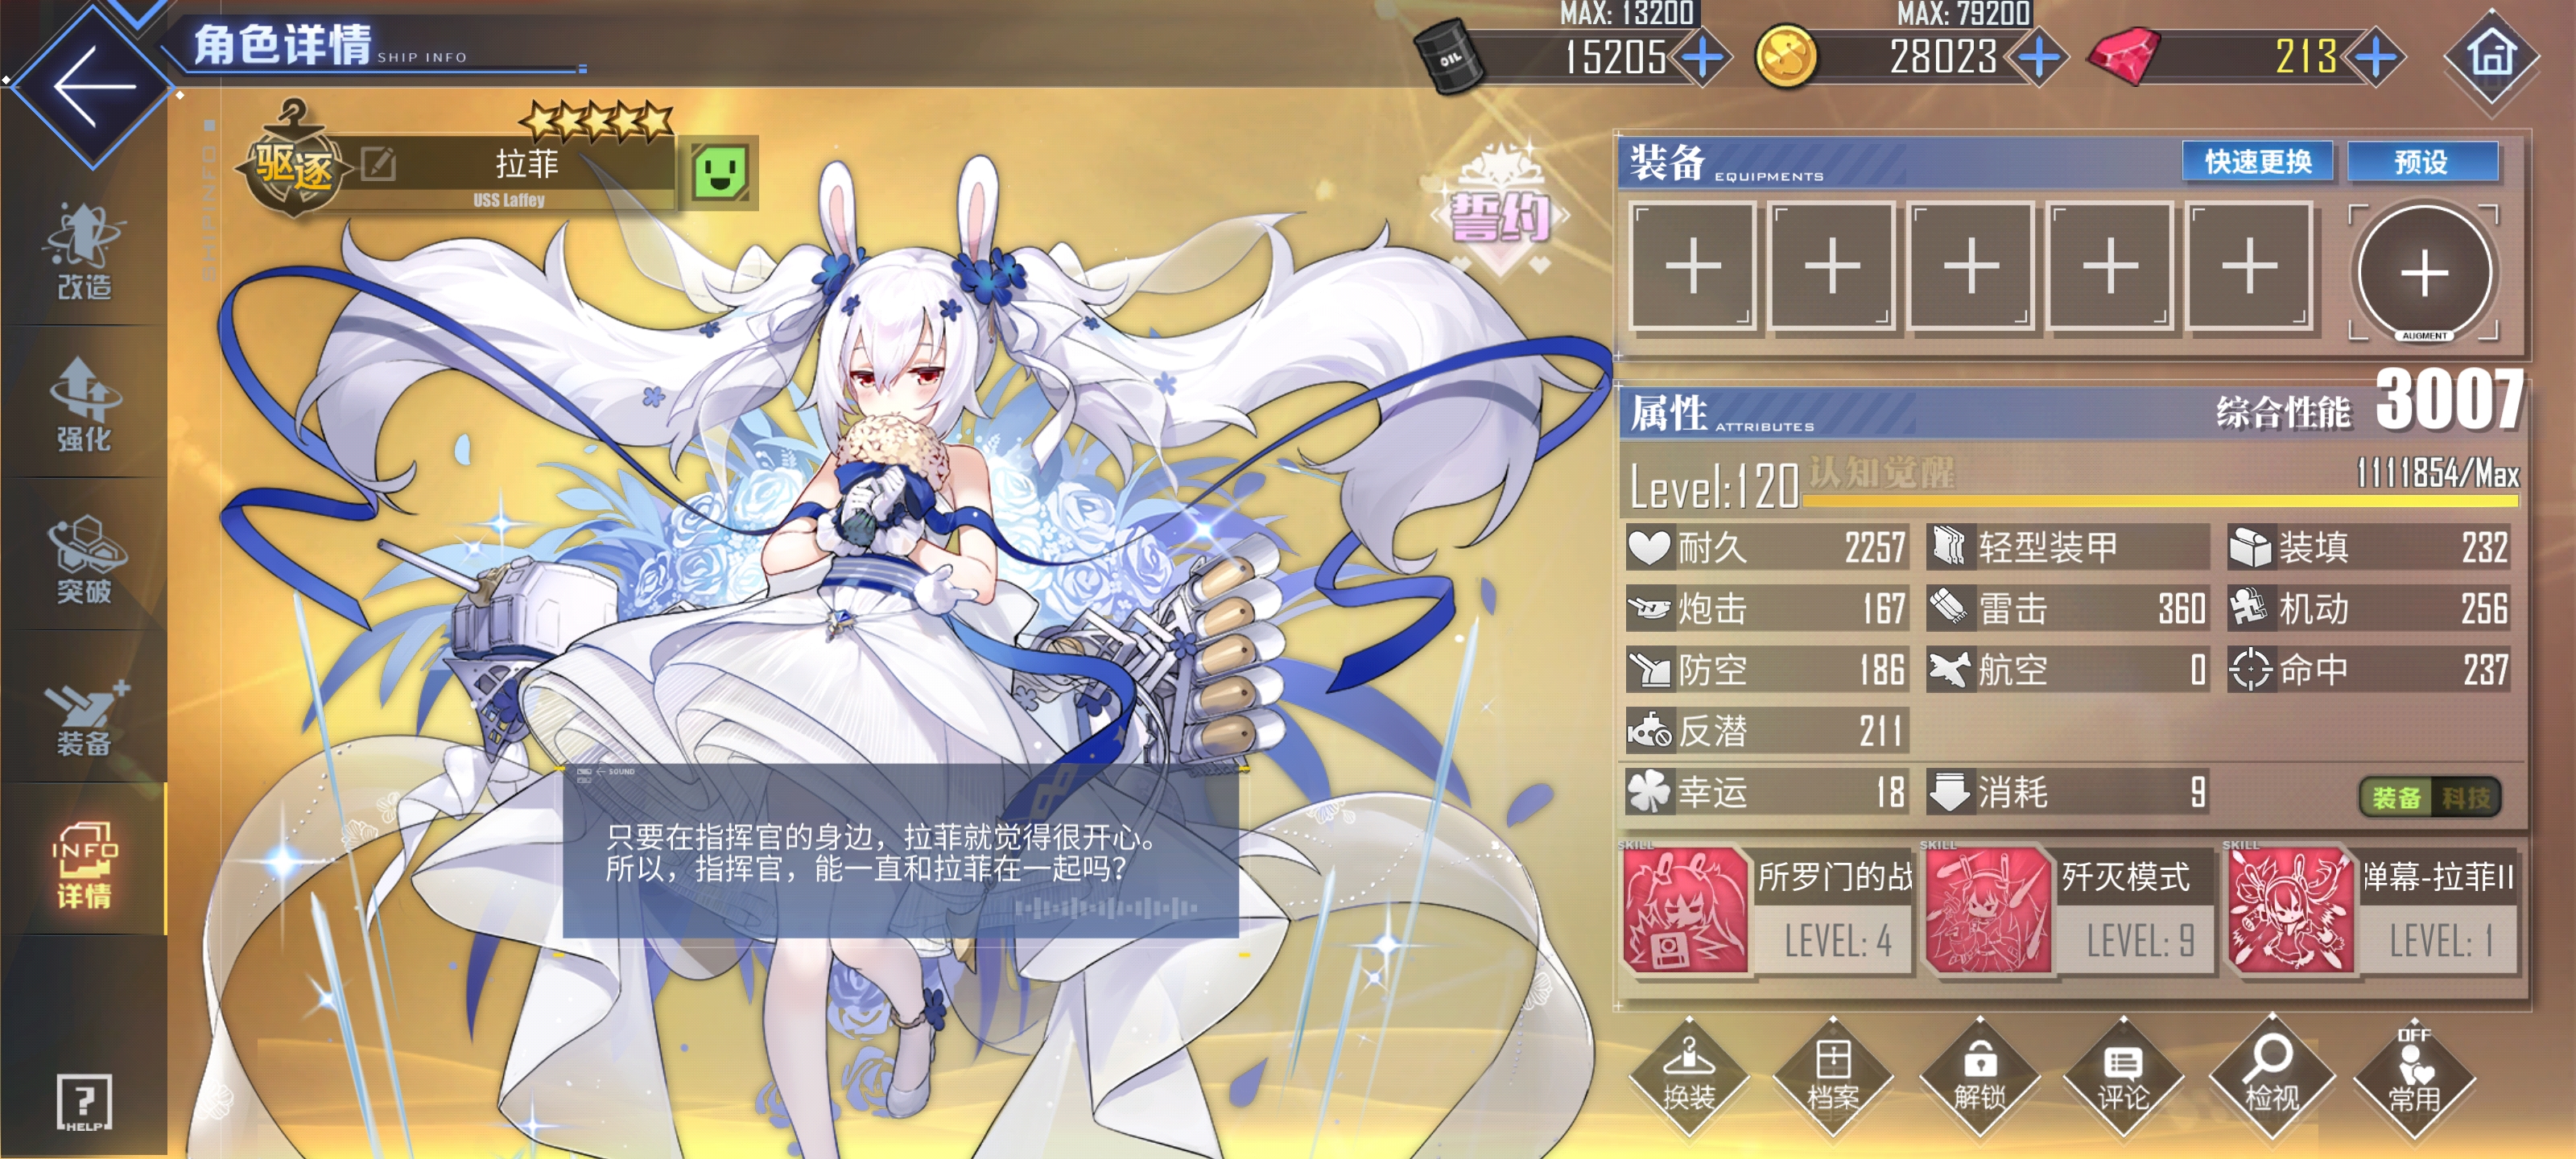 角色详情 SHIP INFO
MAX: 13200
OIL 15205
MAX: 79200
28023
213
驱逐
拉菲
USS Laffey
SHIP INFO
誓约
改造
强化
突破
装备
INFO
详情
HELP
← SOUND
只要在指挥官的身边，拉菲就觉得很开心。
所以，指挥官，能一直和拉菲在一起吗？
装备 EQUIPMENTS 快速更换 预设
AUGMENT
属性 ATTRIBUTES 综合性能 3007
Level:120 认知觉醒 1111854/Max
耐久 2257 轻型装甲 装填 232
炮击 167 雷击 360 机动 256
防空 186 航空 0 命中 237
反潜 211
幸运 18 消耗 9 装备 科技
SKILL SKILL SKILL
所罗门的战 歼灭模式 弹幕-拉菲II
LEVEL: 4 LEVEL: 9 LEVEL: 1
OFF
换装 档案 解锁 评论 检视 常用